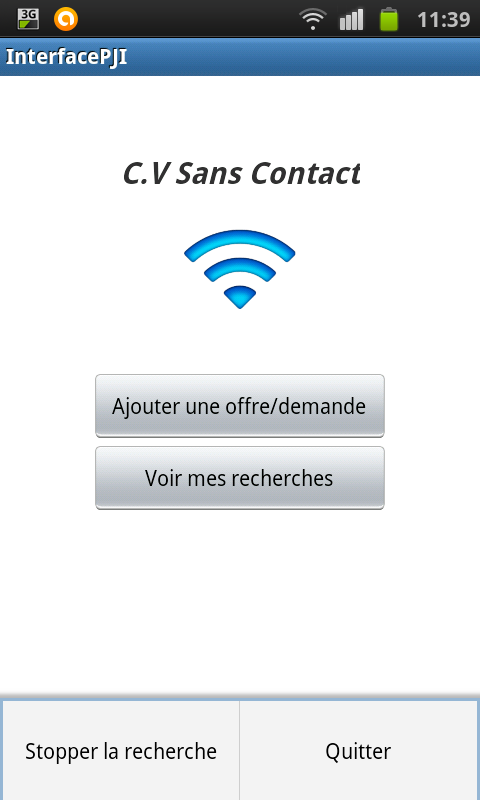 3G
11:39
InterfacePJI
C.V Sans Contact
Ajouter une offre/demande
Voir mes recherches
Stopper la recherche
Quitter